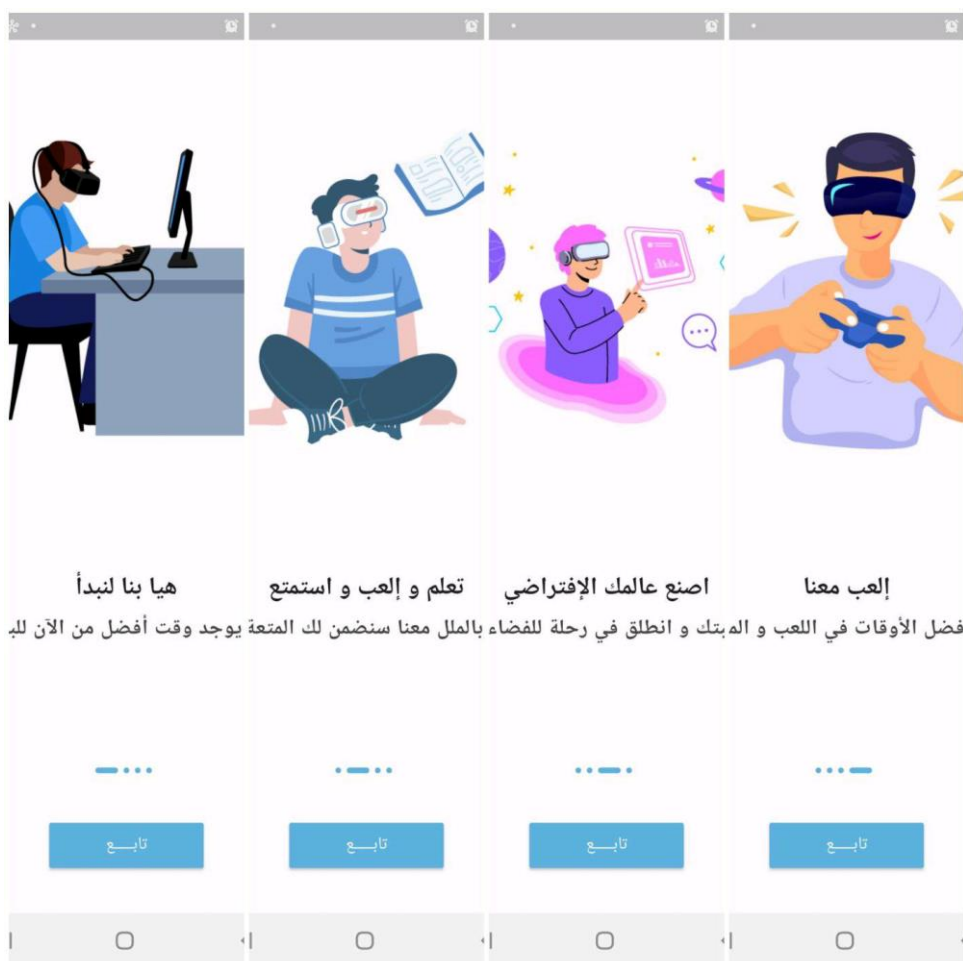 إلعب معنا
فضل الأوقات في اللعب و الم
تابـــع
اصنع عالمك الإفتراضي
بتك و انطلق في رحلة للفضاء
تابـــع
تعلم و إلعب و استمتع
بالملل معنا سنضمن لك المتعة
تابـــع
هيا بنا لنبدأ
يوجد وقت أفضل من الآن للب
تابـــع